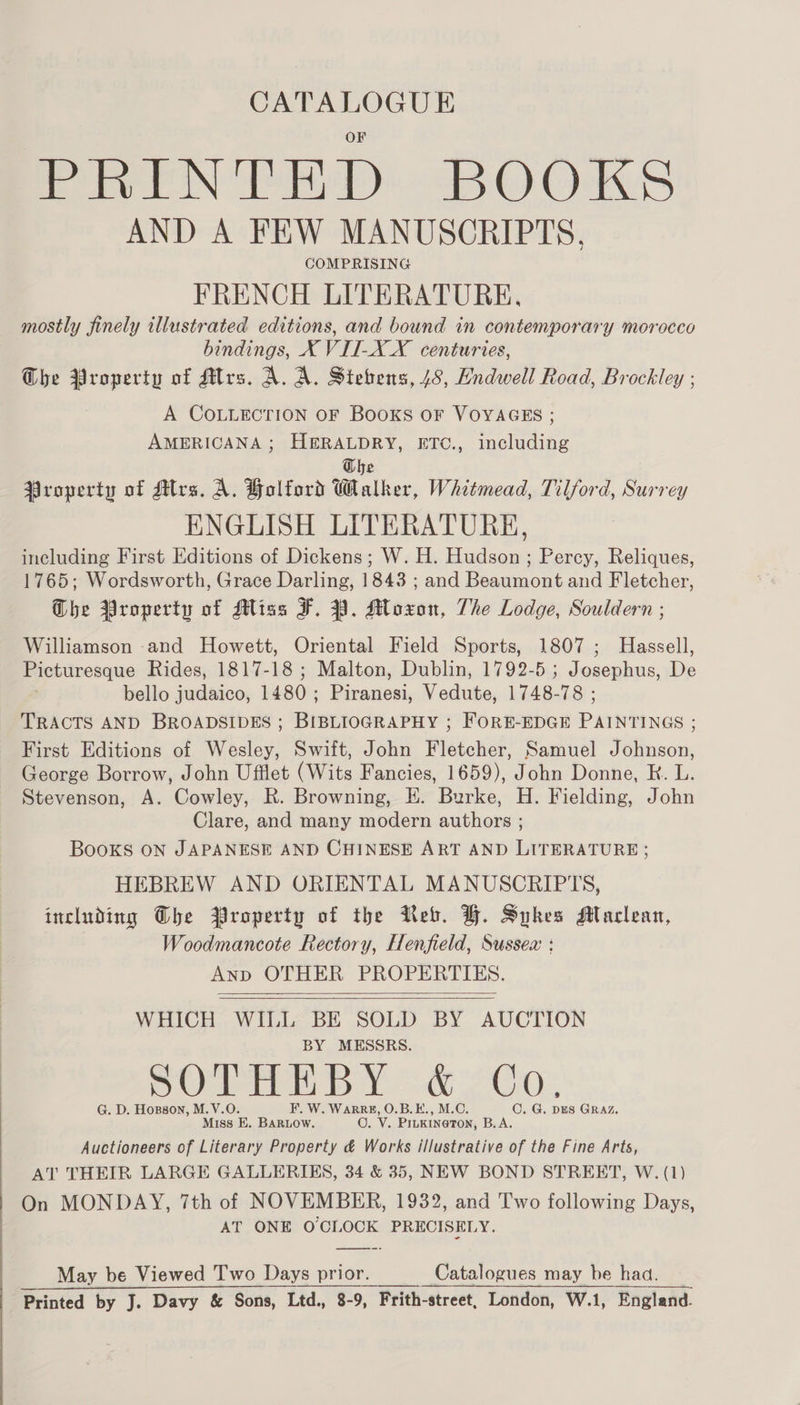 CATALOGUE
OF
PRINTED BOOKS
AND A FEW MANUSCRIPTS,
COMPRISING
FRENCH LITERATURE,
mostly finely illustrated editions, and bound in contemporary morocco
bindings, XVII-XX centuries,
The Property of Mrs. A. A. Stebens, 48, Endwell Road, Brockley ;
A COLLECTION OF BOOKS OF VOYAGES ;
AMERICANA ; HERALDRY, ETC., including
The
Property of Mrs. A. Holford Walker, Whitmead, Tilford, Surrey
ENGLISH LITERATURE,
including First Editions of Dickens ; W. H. Hudson ; Percy, Reliques,
1765; Wordsworth, Grace Darling, 1843 ; and Beaumont and Fletcher,
The Property of Miss F. P. Moxon, The Lodge, Souldern ;
Williamson and Howett, Oriental Field Sports, 1807 ; Hassell,
Picturesque Rides, 1817-18 ; Malton, Dublin, 1792-5 ; Josephus, De
bello judaico, 1480 ; Piranesi, Vedute, 1748-78 ;
TRACTS AND BROADSIDES ; BIBLIOGRAPHY ; FORE-EDGE PAINTINGS ;
First Editions of Wesley, Swift, John Fletcher, Samuel Johnson,
George Borrow, John Ufflet (Wits Fancies, 1659), John Donne, R. L.
Stevenson, A. Cowley, R. Browning, E. Burke, H. Fielding, John
Clare, and many modern authors ;
BOOKS ON JAPANESE AND CHINESE ART AND LITERATURE ;
HEBREW AND ORIENTAL MANUSCRIPTS,
including The Property of the Rev. H. Sykes Maclean,
Woodmancote Rectory, Henfield, Sussex ;
AND OTHER PROPERTIES.
WHICH WILL BE SOLD BY AUCTION
BY MESSRS.
SOTHEBY & Co.
G. D. HOBSON, M.V.O. F. W. WARRE, O.B.E., M.C. C. G. DES GRAZ.
MISS E. BARLOW. C. V. PILKINGTON, B.A.
Auctioneers of Literary Property & Works illustrative of the Fine Arts,
AT THEIR LARGE GALLERIES, 34 & 35, NEW BOND STREET, W.(1)
On MONDAY, 7th of NOVEMBER, 1932, and Two following Days,
AT ONE O'CLOCK PRECISELY.
May be Viewed Two Days prior. Catalogues may be had.
Printed by J. Davy & Sons, Ltd., 8-9, Frith-street, London, W.1, England.